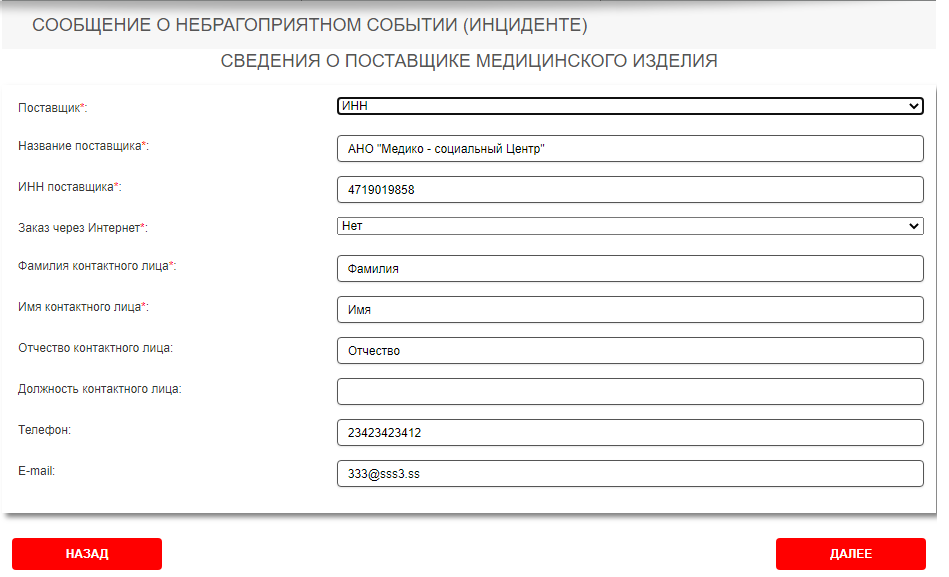 СООБЩЕНИЕ О НЕБРАГОПРИЯТНОМ СОБЫТИИ (ИНЦИДЕНТЕ)
СВЕДЕНИЯ О ПОСТАВЩИКЕ МЕДИЦИНСКОГО ИЗДЕЛИЯ
Поставщик*: ИНН
Название поставщика*: АНО "Медико - социальный Центр"
ИНН поставщика*: 4719019858
Заказ через Интернет*: Нет
Фамилия контактного лица*: Фамилия
Имя контактного лица*: Имя
Отчество контактного лица: Отчество
Должность контактного лица:
Телефон: 23423423412
E-mail: 333@sss3.ss
НАЗАД ДАЛЕЕ